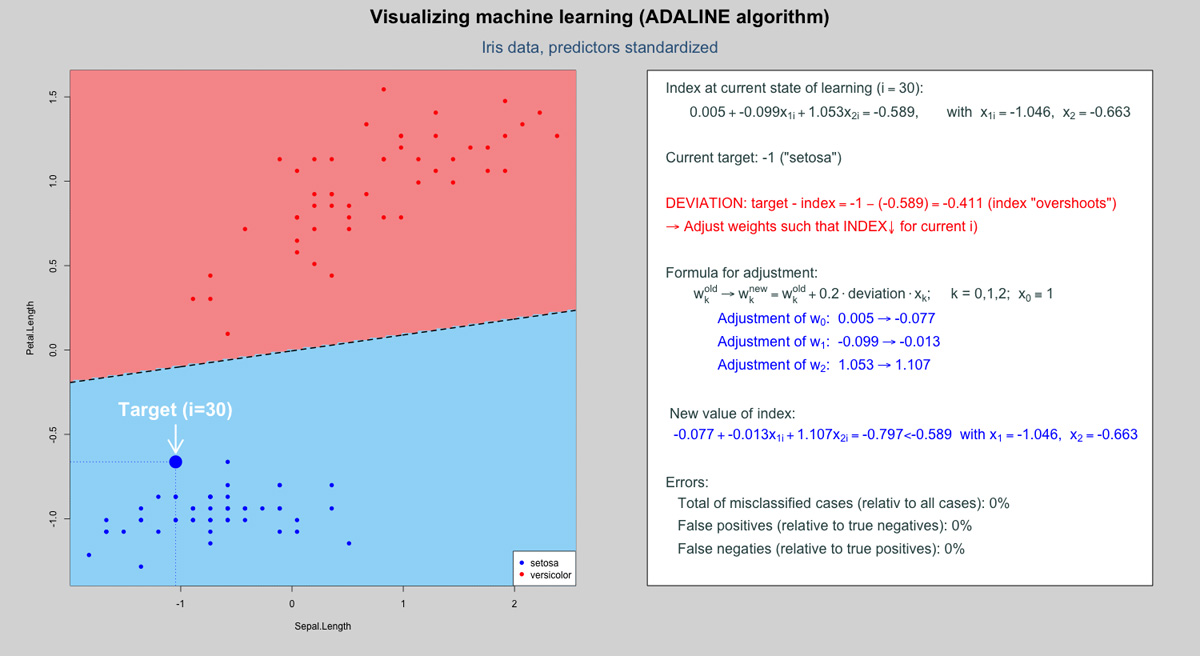 Visualizing machine learning (ADALINE algorithm)
Iris data, predictors standardized
1.5
1.0
0.5
0.0
-0.5
-1.0
Petal.Length
Target (i=30)
setosa
versicolor
-1
0
1
2
Sepal.Length
Index at current state of learning (i = 30):
0.005 + -0.099x1i + 1.053x2i = -0.589, with x1i = -1.046, x2 = -0.663
Current target: -1 ("setosa")
DEVIATION: target - index = -1 − (-0.589) = -0.411 (index "overshoots")
→ Adjust weights such that INDEX↓ for current i)
Formula for adjustment:
wk^old → wk^new = wk^old + 0.2 · deviation · xk; k = 0,1,2; x0 ≡ 1
Adjustment of w0: 0.005 → -0.077
Adjustment of w1: -0.099 → -0.013
Adjustment of w2: 1.053 → 1.107
New value of index:
-0.077 + -0.013x1i + 1.107x2i = -0.797<-0.589 with x1 = -1.046, x2 = -0.663
Errors:
Total of misclassified cases (relativ to all cases): 0%
False positives (relative to true negatives): 0%
False negaties (relative to true positives): 0%